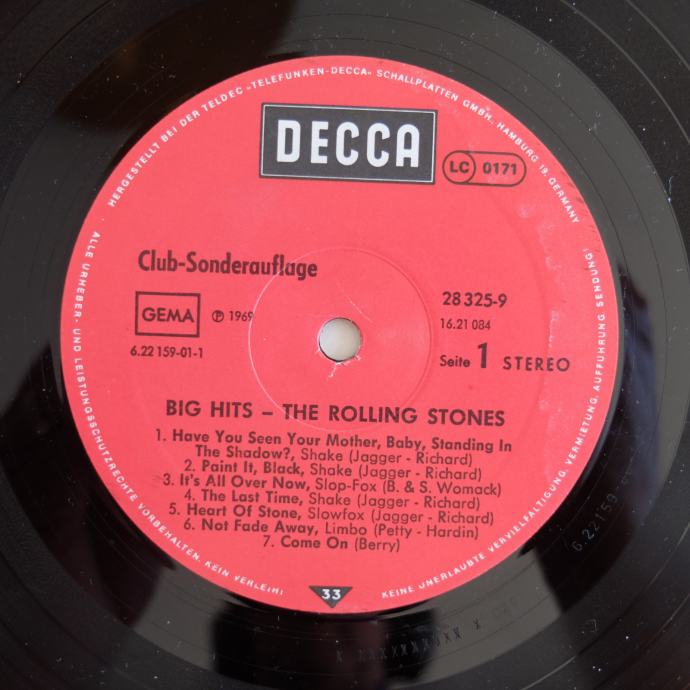 HERGESTELLT BEI DER TELDEC »TELEFUNKEN-DECCA« SCHALLPLATTEN GMBH, HAMBURG 19, GERMANY
DECCA
LC 0171
Club-Sonderauflage
28 325-9
GEMA
℗ 1969
16.21 084
6.22 159-01-1
Seite 1 STEREO
BIG HITS – THE ROLLING STONES
1. Have You Seen Your Mother, Baby, Standing In
The Shadow?, Shake (Jagger - Richard)
2. Paint It, Black, Shake (Jagger - Richard)
3. It's All Over Now, Slop-Fox (B. & S. Womack)
4. The Last Time, Shake (Jagger - Richard)
5. Heart Of Stone, Slowfox (Jagger - Richard)
6. Not Fade Away, Limbo (Petty - Hardin)
7. Come On (Berry)
33
ALLE URHEBER- UND LEISTUNGSSCHUTZRECHTE VORBEHALTEN. KEIN VERLEIH!
KEINE UNERLAUBTE VERVIELFÄLTIGUNG, VERMIETUNG, AUFFÜHRUNG, SENDUNG!
6.22159